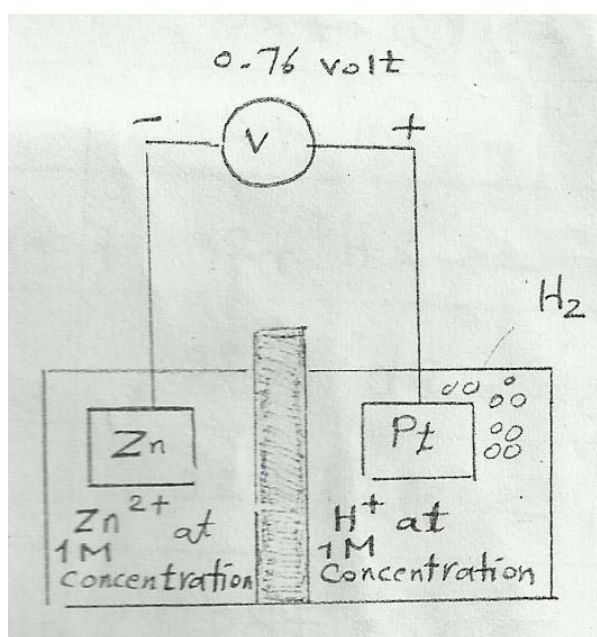 0.76 volt
- V +
H2
Zn
Pt
Zn2+ at
1M
concentration
H+ at
1M
Concentration